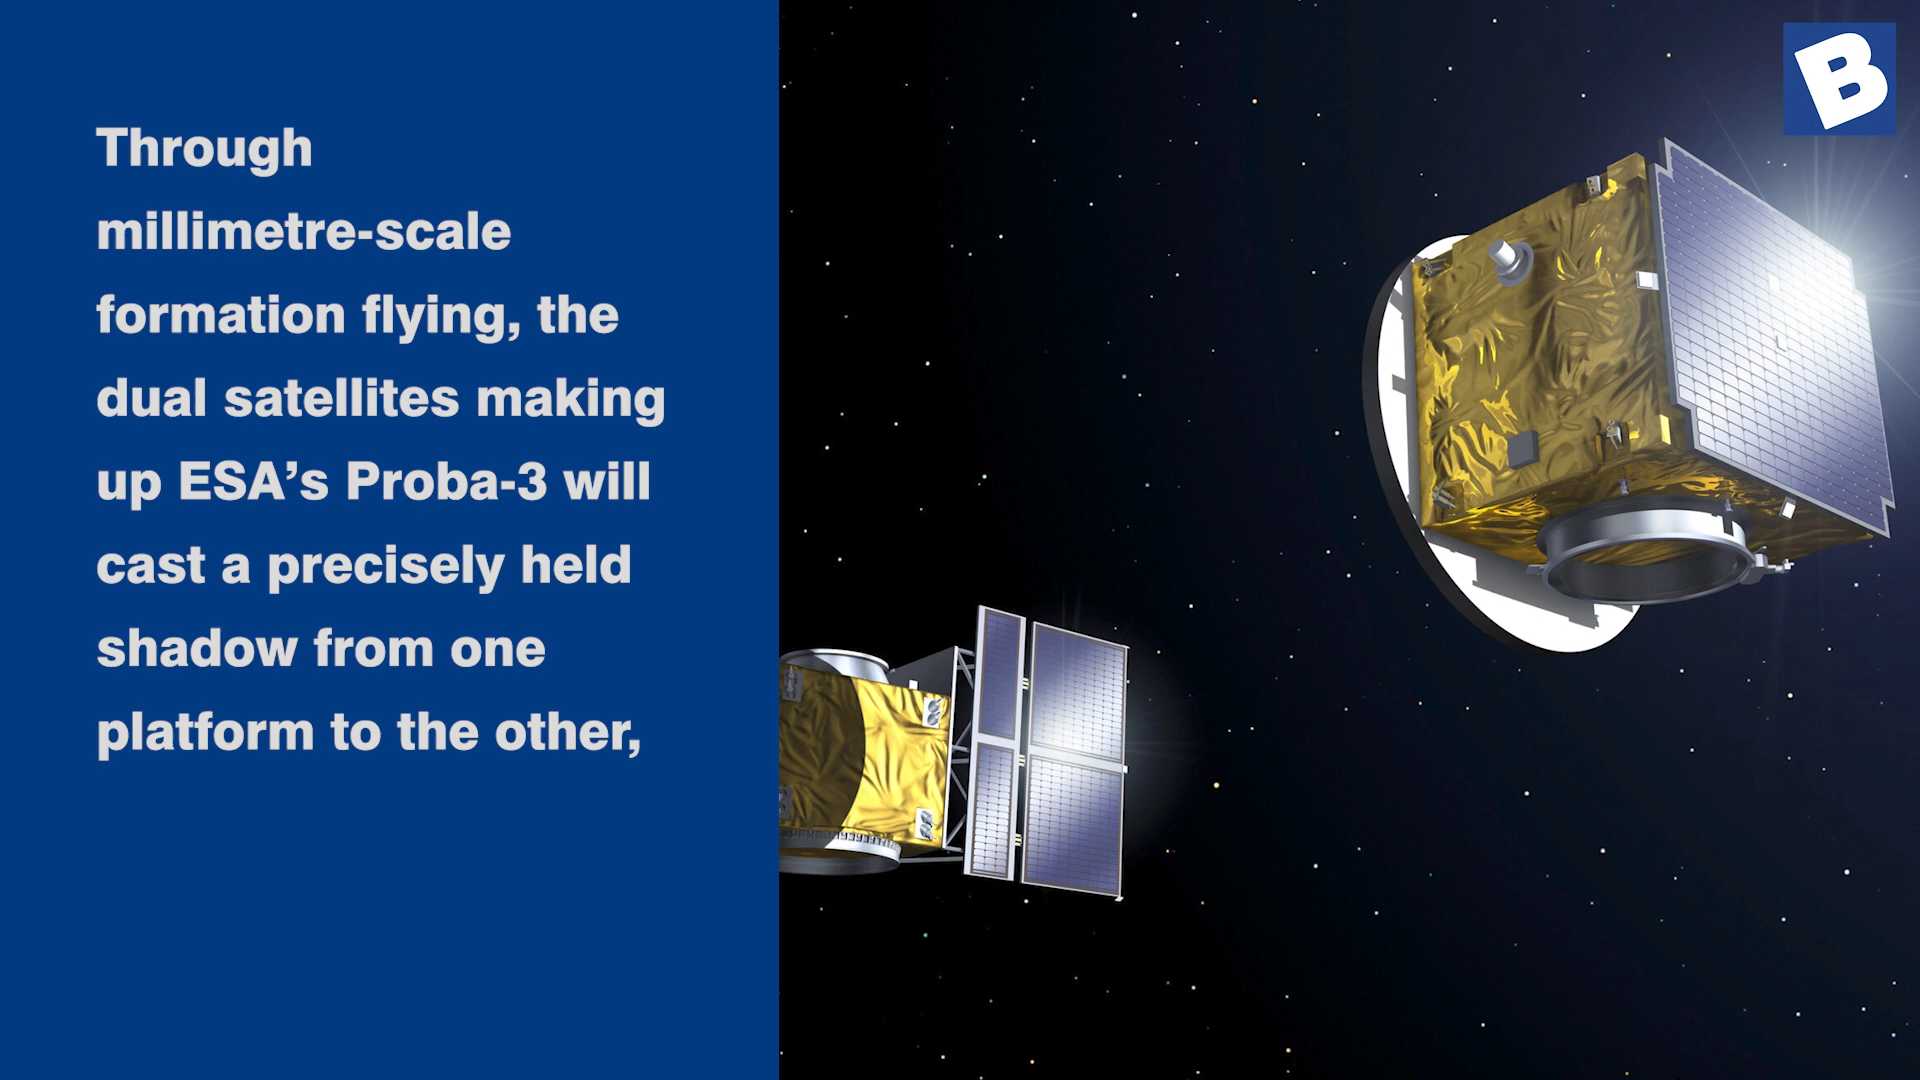 Through
millimetre-scale
formation flying, the
dual satellites making
up ESA’s Proba-3 will
cast a precisely held
shadow from one
platform to the other,
B